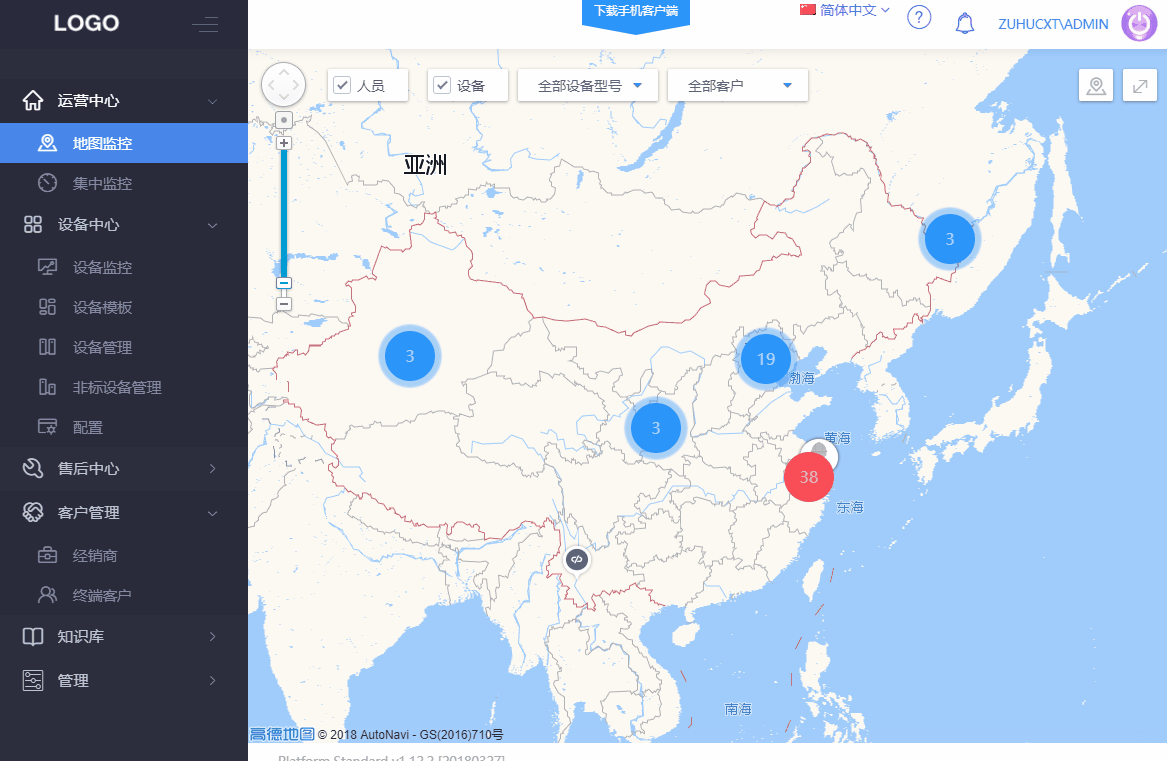 LOGO
下载手机客户端
简体中文
?
ZUHUCXT\ADMIN
运营中心
地图监控
集中监控
设备中心
设备监控
设备模板
设备管理
非标设备管理
配置
售后中心
客户管理
经销商
终端客户
知识库
管理
人员
设备
全部设备型号
全部客户
亚洲
3
3
19
渤海
3
黄海
38
东海
南海
高德地图 © 2018 AutoNavi - GS(2016)710号
Platform Standard v1.12.2 [20180327]